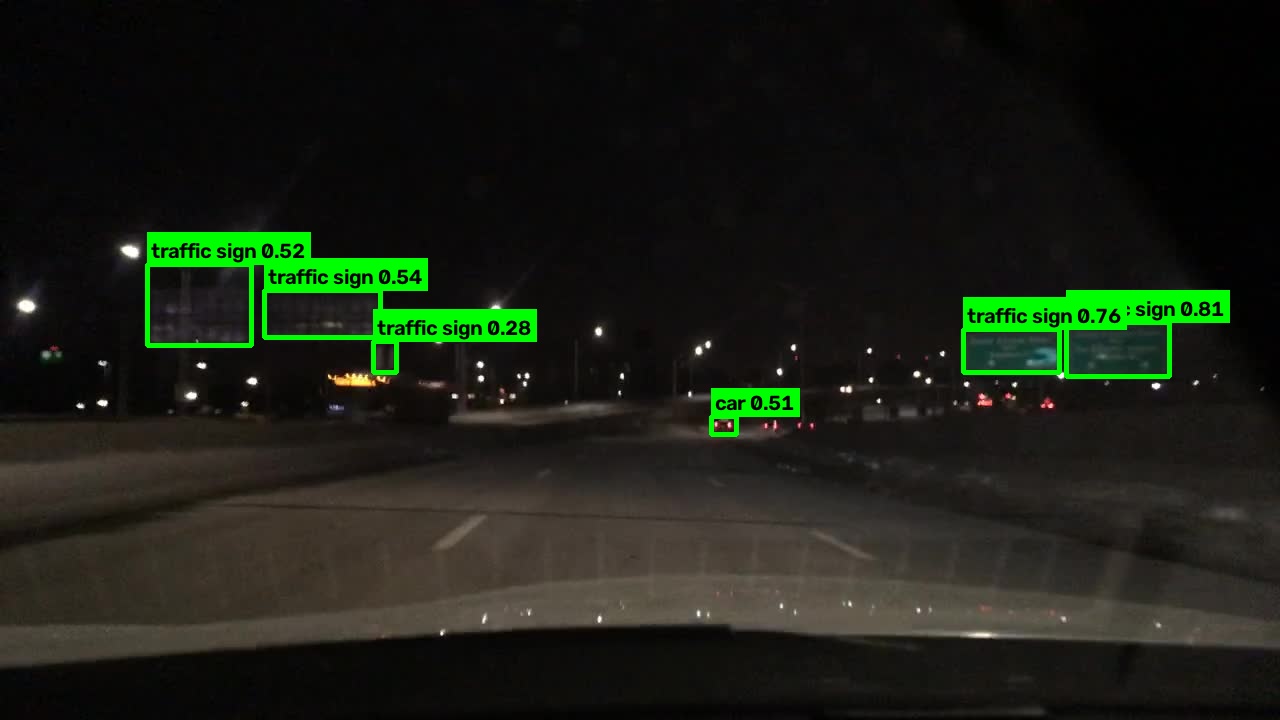 traffic sign 0.52
traffic sign 0.54
traffic sign 0.28
traffic sign 0.76
sign 0.81
car 0.51